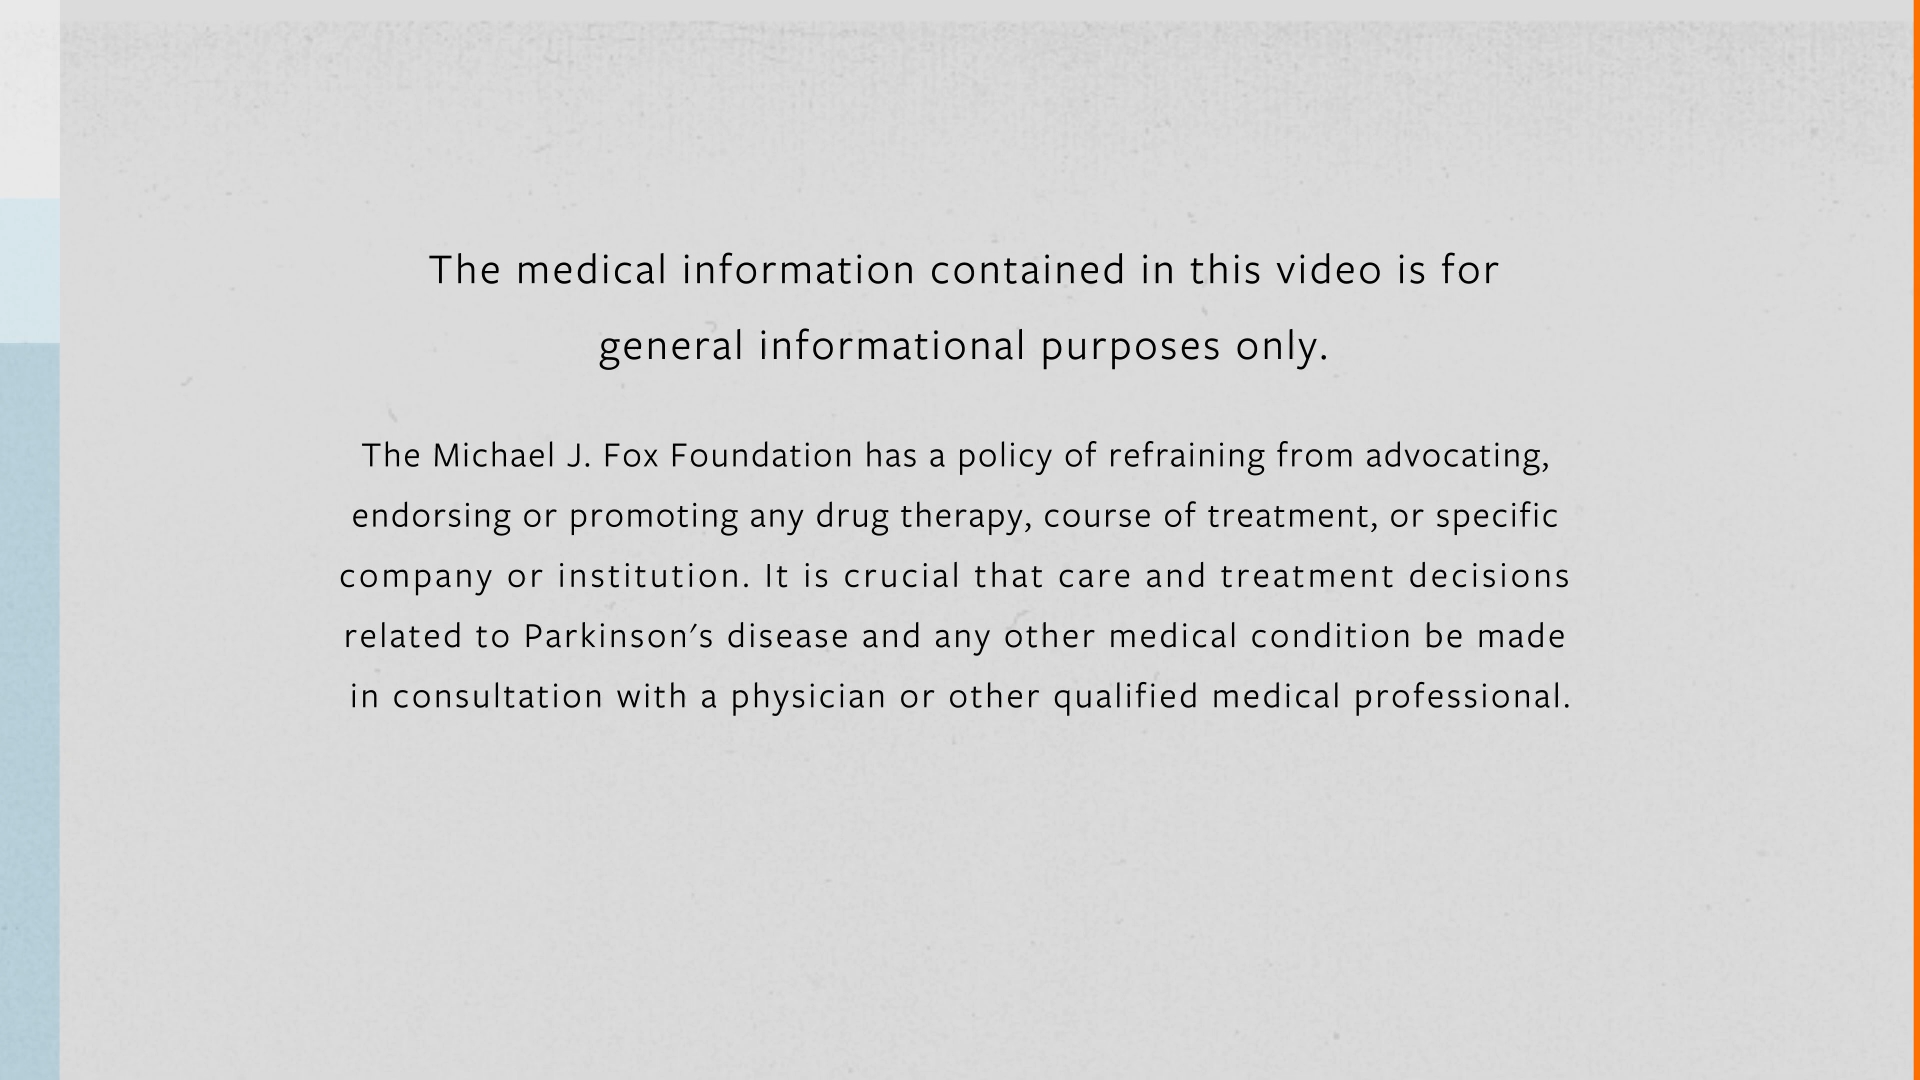 The medical information contained in this video is for
general informational purposes only.
The Michael J. Fox Foundation has a policy of refraining from advocating,
endorsing or promoting any drug therapy, course of treatment, or specific
company or institution. It is crucial that care and treatment decisions
related to Parkinson′s disease and any other medical condition be made
in consultation with a physician or other qualified medical professional.